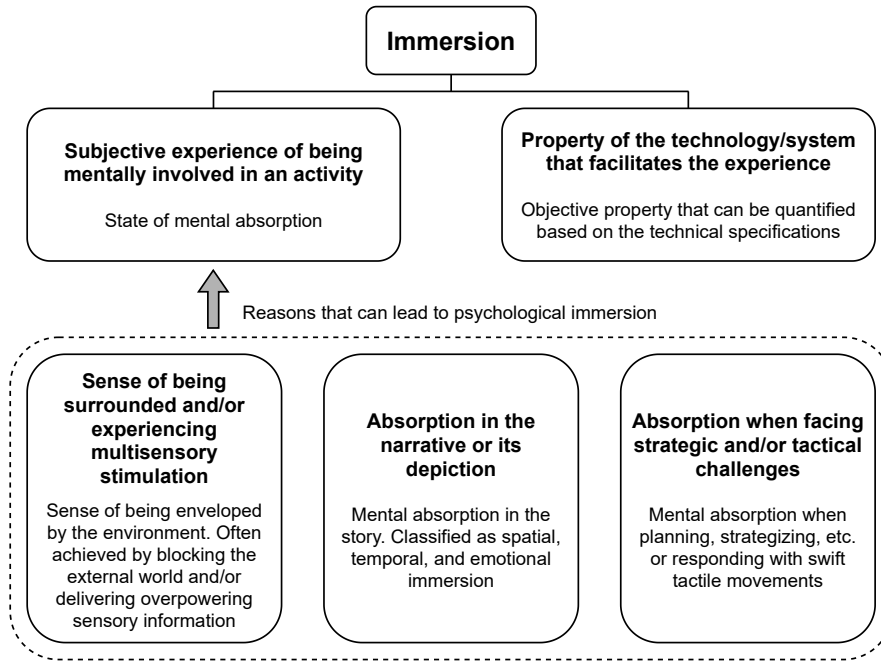 Immersion
Subjective experience of being
mentally involved in an activity
State of mental absorption
Property of the technology/system
that facilitates the experience
Objective property that can be quantified
based on the technical specifications
Reasons that can lead to psychological immersion
Sense of being
surrounded and/or
experiencing
multisensory
stimulation
Sense of being enveloped
by the environment. Often
achieved by blocking the
external world and/or
delivering overpowering
sensory information
Absorption in the
narrative or its
depiction
Mental absorption in the
story. Classified as spatial,
temporal, and emotional
immersion
Absorption when facing
strategic and/or tactical
challenges
Mental absorption when
planning, strategizing, etc.
or responding with swift
tactile movements